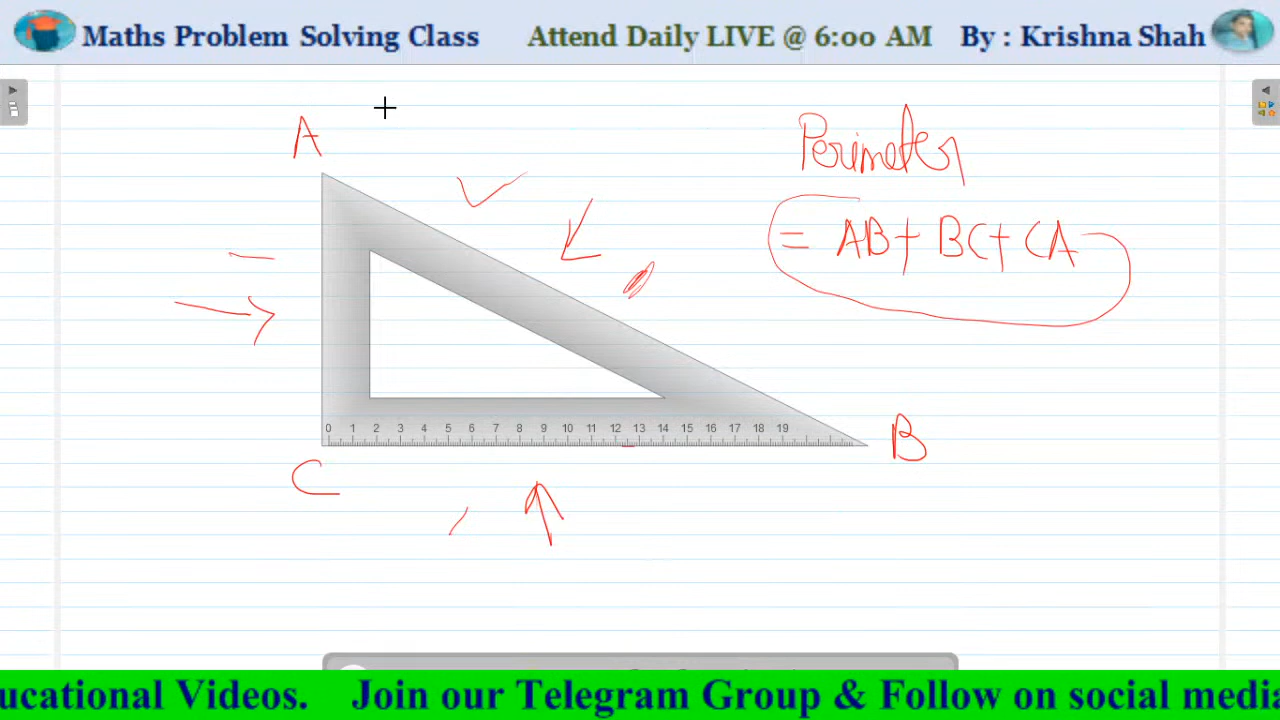 Maths Problem Solving Class Attend Daily LIVE @ 6:00 AM By : Krishna Shah
A
Perimeter
= AB + BC + CA
0 1 2 3 4 5 6 7 8 9 10 11 12 13 14 15 16 17 18 19
B
C
ucational Videos. Join our Telegram Group & Follow on social media